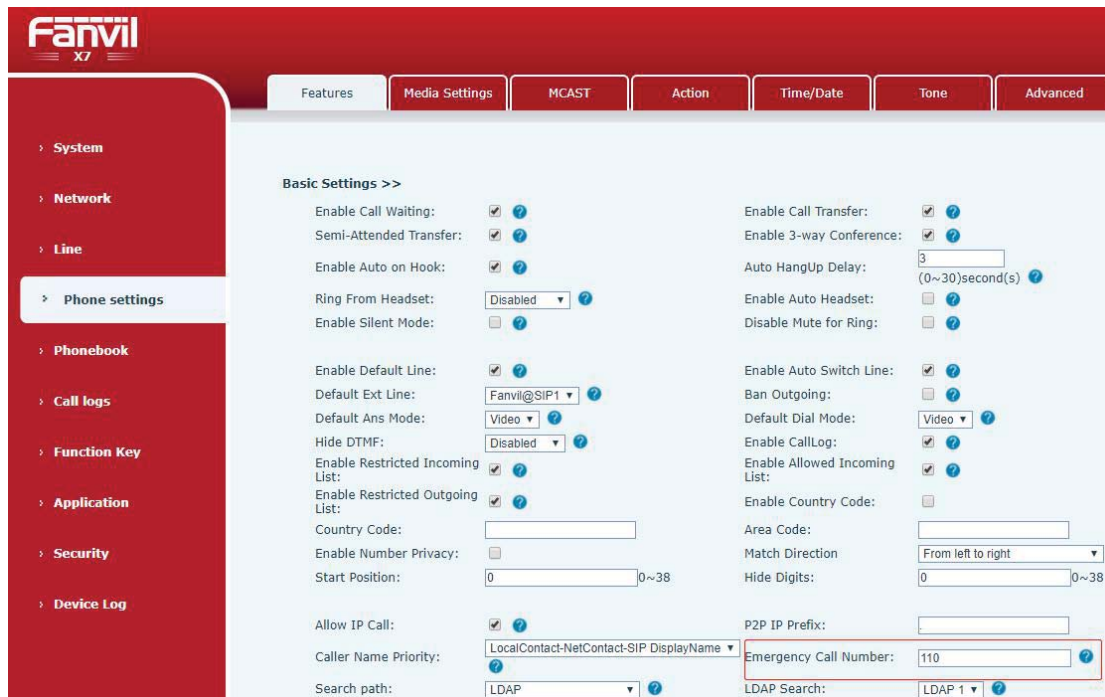 Fanvil
X7
Features Media Settings MCAST Action Time/Date Tone Advanced
› System
› Network
› Line
› Phone settings
› Phonebook
› Call logs
› Function Key
› Application
› Security
› Device Log
Basic Settings >>
Enable Call Waiting: ? Enable Call Transfer: ?
Semi-Attended Transfer: ? Enable 3-way Conference: ?
Enable Auto on Hook: ? Auto HangUp Delay: 3
(0~30)second(s) ?
Ring From Headset: Disabled ? Enable Auto Headset: ?
Enable Silent Mode: ? Disable Mute for Ring: ?
Enable Default Line: ? Enable Auto Switch Line: ?
Default Ext Line: Fanvil@SIP1 ? Ban Outgoing: ?
Default Ans Mode: Video ? Default Dial Mode: Video ?
Hide DTMF: Disabled ? Enable CallLog: ?
Enable Restricted Incoming List: ? Enable Allowed Incoming List: ?
Enable Restricted Outgoing List: ? Enable Country Code:
Country Code: Area Code:
Enable Number Privacy: Match Direction From left to right
Start Position: 0 0~38 Hide Digits: 0 0~38
Allow IP Call: ? P2P IP Prefix: .
Caller Name Priority: LocalContact-NetContact-SIP DisplayName ? Emergency Call Number: 110 ?
Search path: LDAP ? LDAP Search: LDAP 1 ?